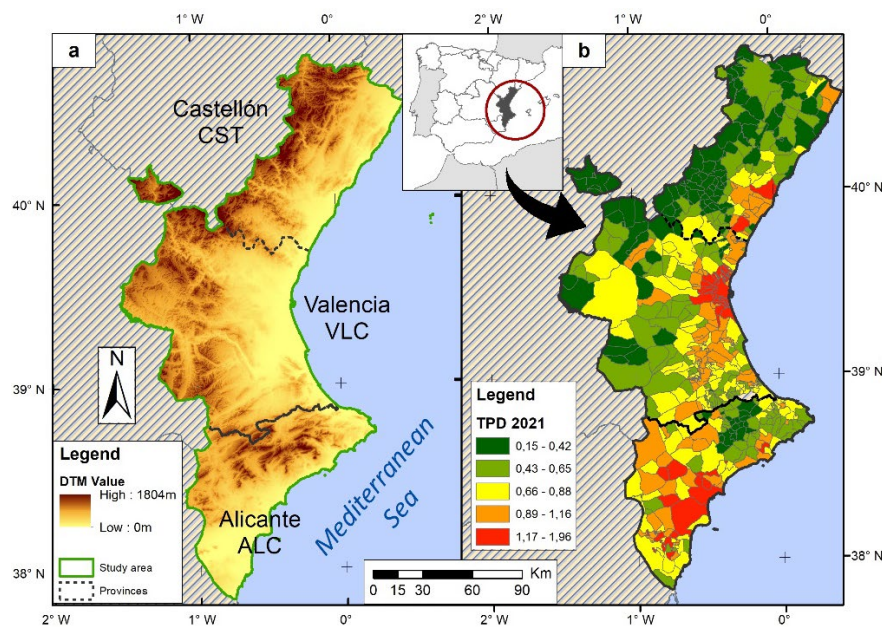 1° W
0°
2° W
1° W
0°
a
b
Castellón
CST
Valencia
VLC
Alicante
ALC
Mediterranean
Sea
N
40° N
39° N
38° N
40° N
39° N
38° N
Legend
DTM Value
High : 1804m
Low : 0m
Study area
Provinces
Legend
TPD 2021
0,15 - 0,42
0,43 - 0,65
0,66 - 0,88
0,89 - 1,16
1,17 - 1,96
Km
0 15 30 60 90
2° W
1° W
0°
2° W
1° W
0°